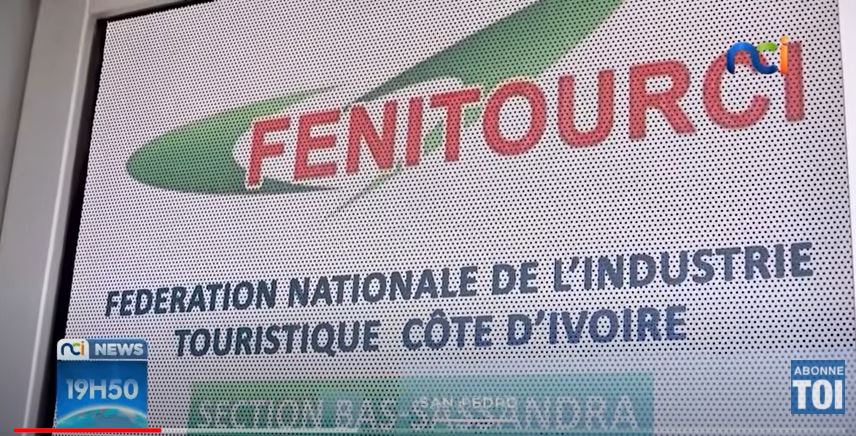 nci
FENITOURCI
FEDERATION NATIONALE DE L'INDUSTRIE
TOURISTIQUE CÔTE D'IVOIRE
SECTION BAS-SASSANDRA
SAN PEDRO
nci NEWS
19H50
ABONNE
TOI